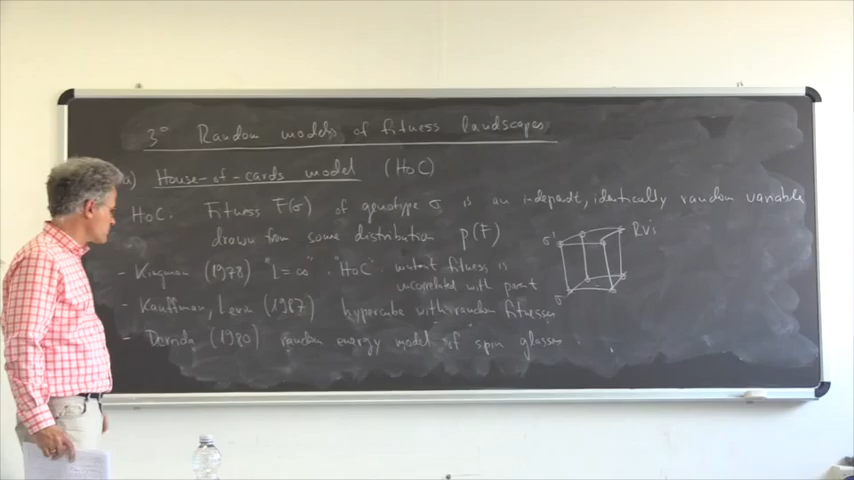 3° Random models of fitness landscapes
a) House-of-cards model (HoC)
HoC. Fitness F(σ) of genotype σ is an independt, identically random variable
drawn from some distribution p(F)
σ' RVs
- Kingman (1978) "L=∞" "HoC" mutant fitness is
uncorrelated with parent
σ
- Kauffman, Levin (1987) hypercube with random fitnesses
- Derrida (1980) random energy model of spin glasses